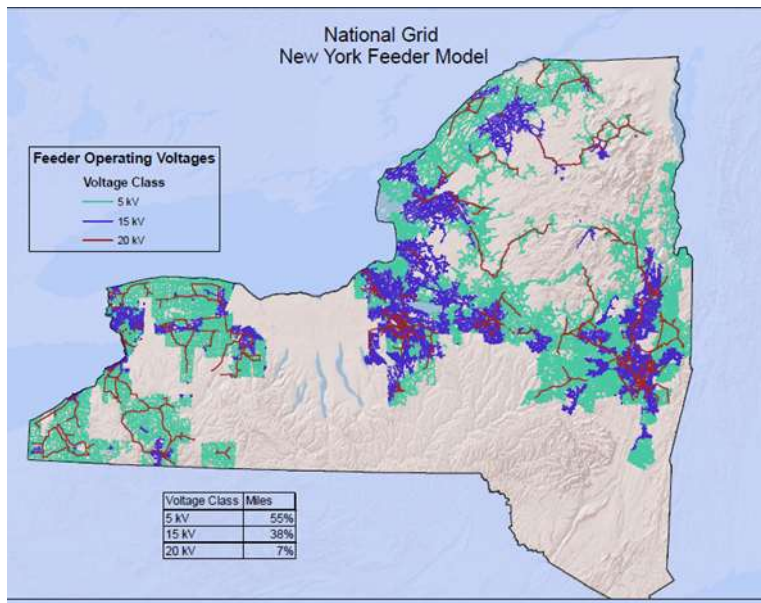 National Grid
New York Feeder Model
Feeder Operating Voltages
Voltage Class
5 kV
15 kV
20 kV
Voltage Class Miles
5 kV 55%
15 kV 38%
20 kV 7%